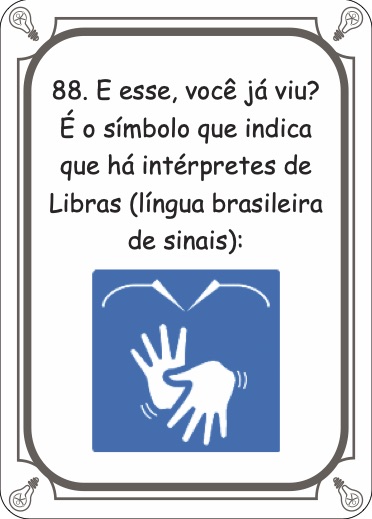 88. E esse, você já viu?
É o símbolo que indica
que há intérpretes de
Libras (língua brasileira
de sinais):